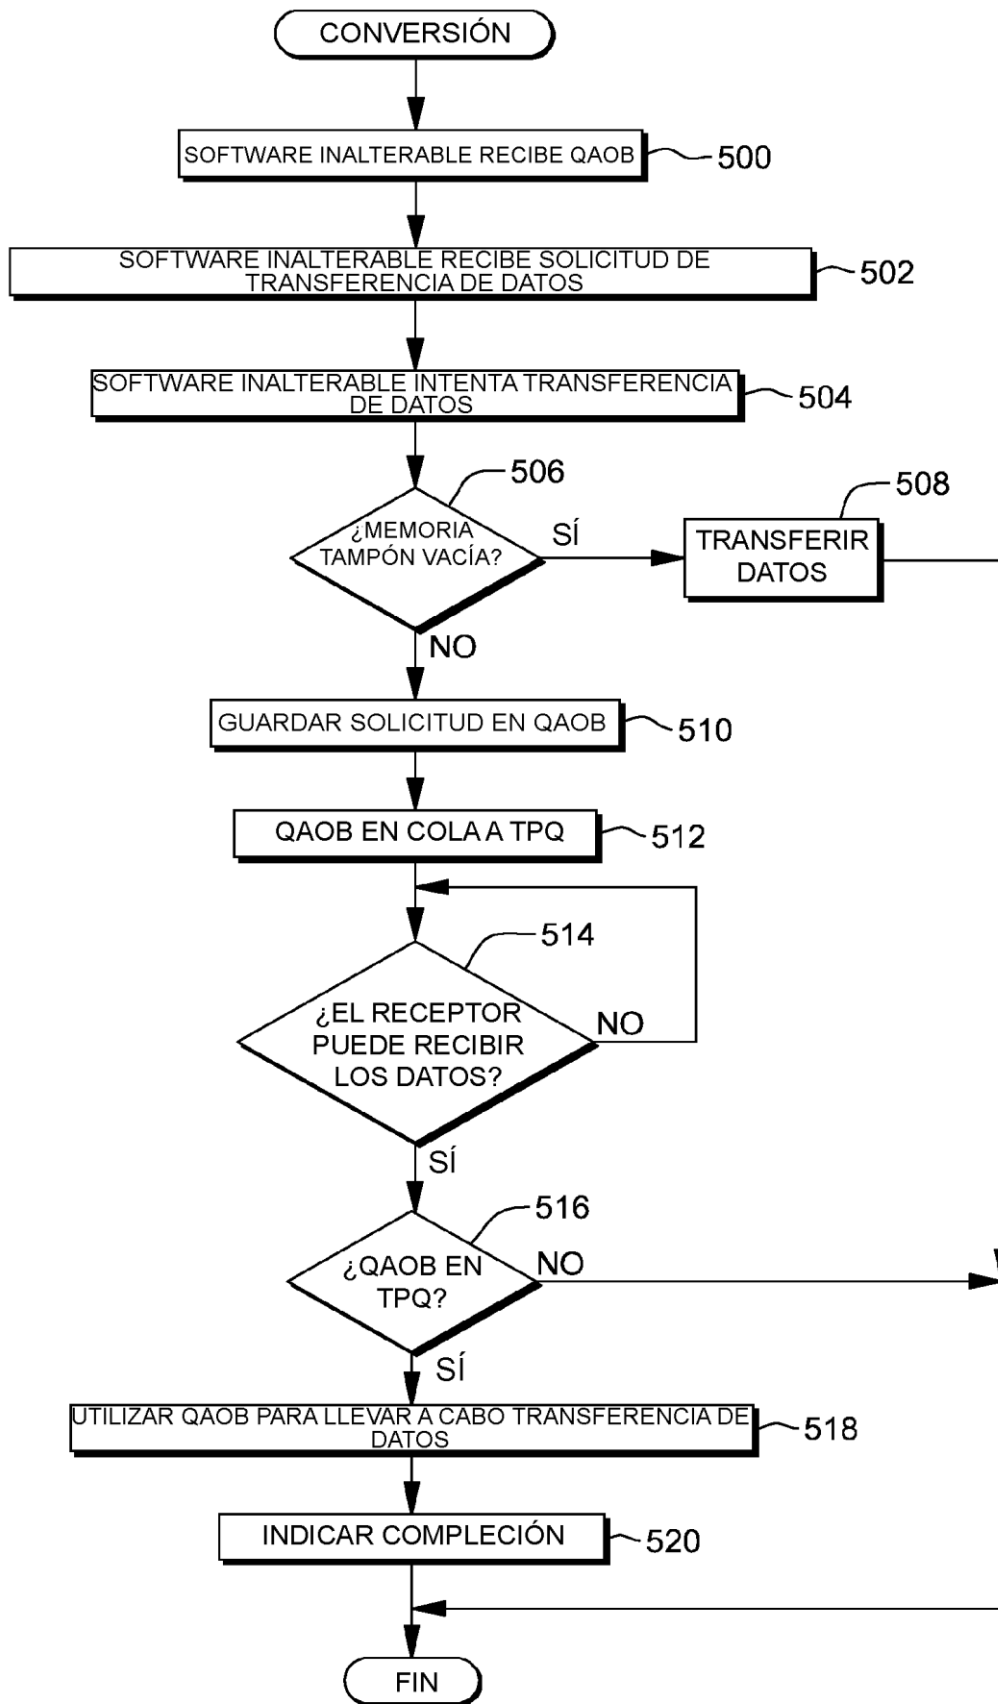 CONVERSIÓN
SOFTWARE INALTERABLE RECIBE QAOB
500
SOFTWARE INALTERABLE RECIBE SOLICITUD DE
TRANSFERENCIA DE DATOS
502
SOFTWARE INALTERABLE INTENTA TRANSFERENCIA
DE DATOS
504
506
¿MEMORIA
TAMPÓN VACÍA?
SÍ
508
TRANSFERIR
DATOS
NO
GUARDAR SOLICITUD EN QAOB
510
QAOB EN COLA A TPQ
512
514
¿EL RECEPTOR
PUEDE RECIBIR
LOS DATOS?
NO
SÍ
516
¿QAOB EN
TPQ?
NO
SÍ
UTILIZAR QAOB PARA LLEVAR A CABO TRANSFERENCIA DE
DATOS
518
INDICAR COMPLECIÓN
520
FIN